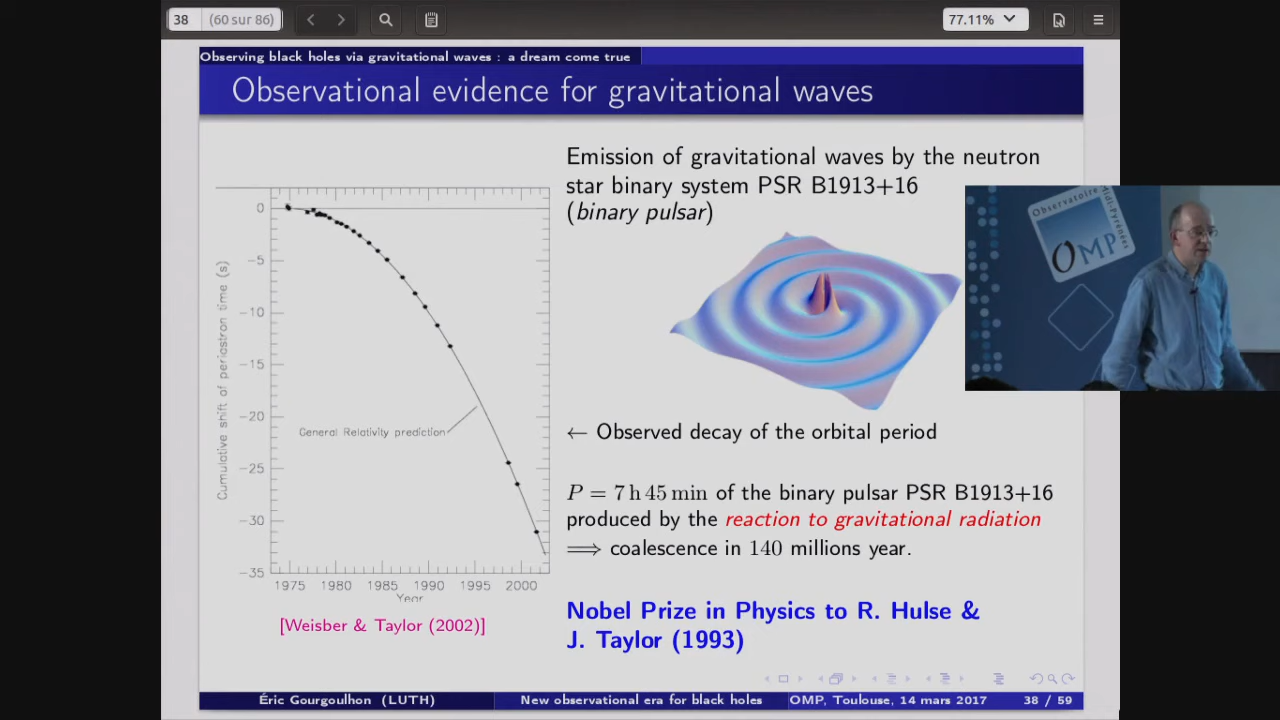 38 (60 sur 86)
77.11%
Observing black holes via gravitational waves : a dream come true
Observational evidence for gravitational waves
Emission of gravitational waves by the neutron
star binary system PSR B1913+16
(binary pulsar)
Observatoire Midi-Pyrénées
OMP
Cumulative shift of periastron time (s)
0
−5
−10
−15
−20
−25
−30
−35
General Relativity prediction
1975 1980 1985 1990 1995 2000
Year
[Weisber & Taylor (2002)]
← Observed decay of the orbital period
P = 7 h 45 min of the binary pulsar PSR B1913+16
produced by the reaction to gravitational radiation
⟹ coalescence in 140 millions year.
Nobel Prize in Physics to R. Hulse &
J. Taylor (1993)
Éric Gourgoulhon (LUTH) New observational era for black holes OMP, Toulouse, 14 mars 2017 38 / 59